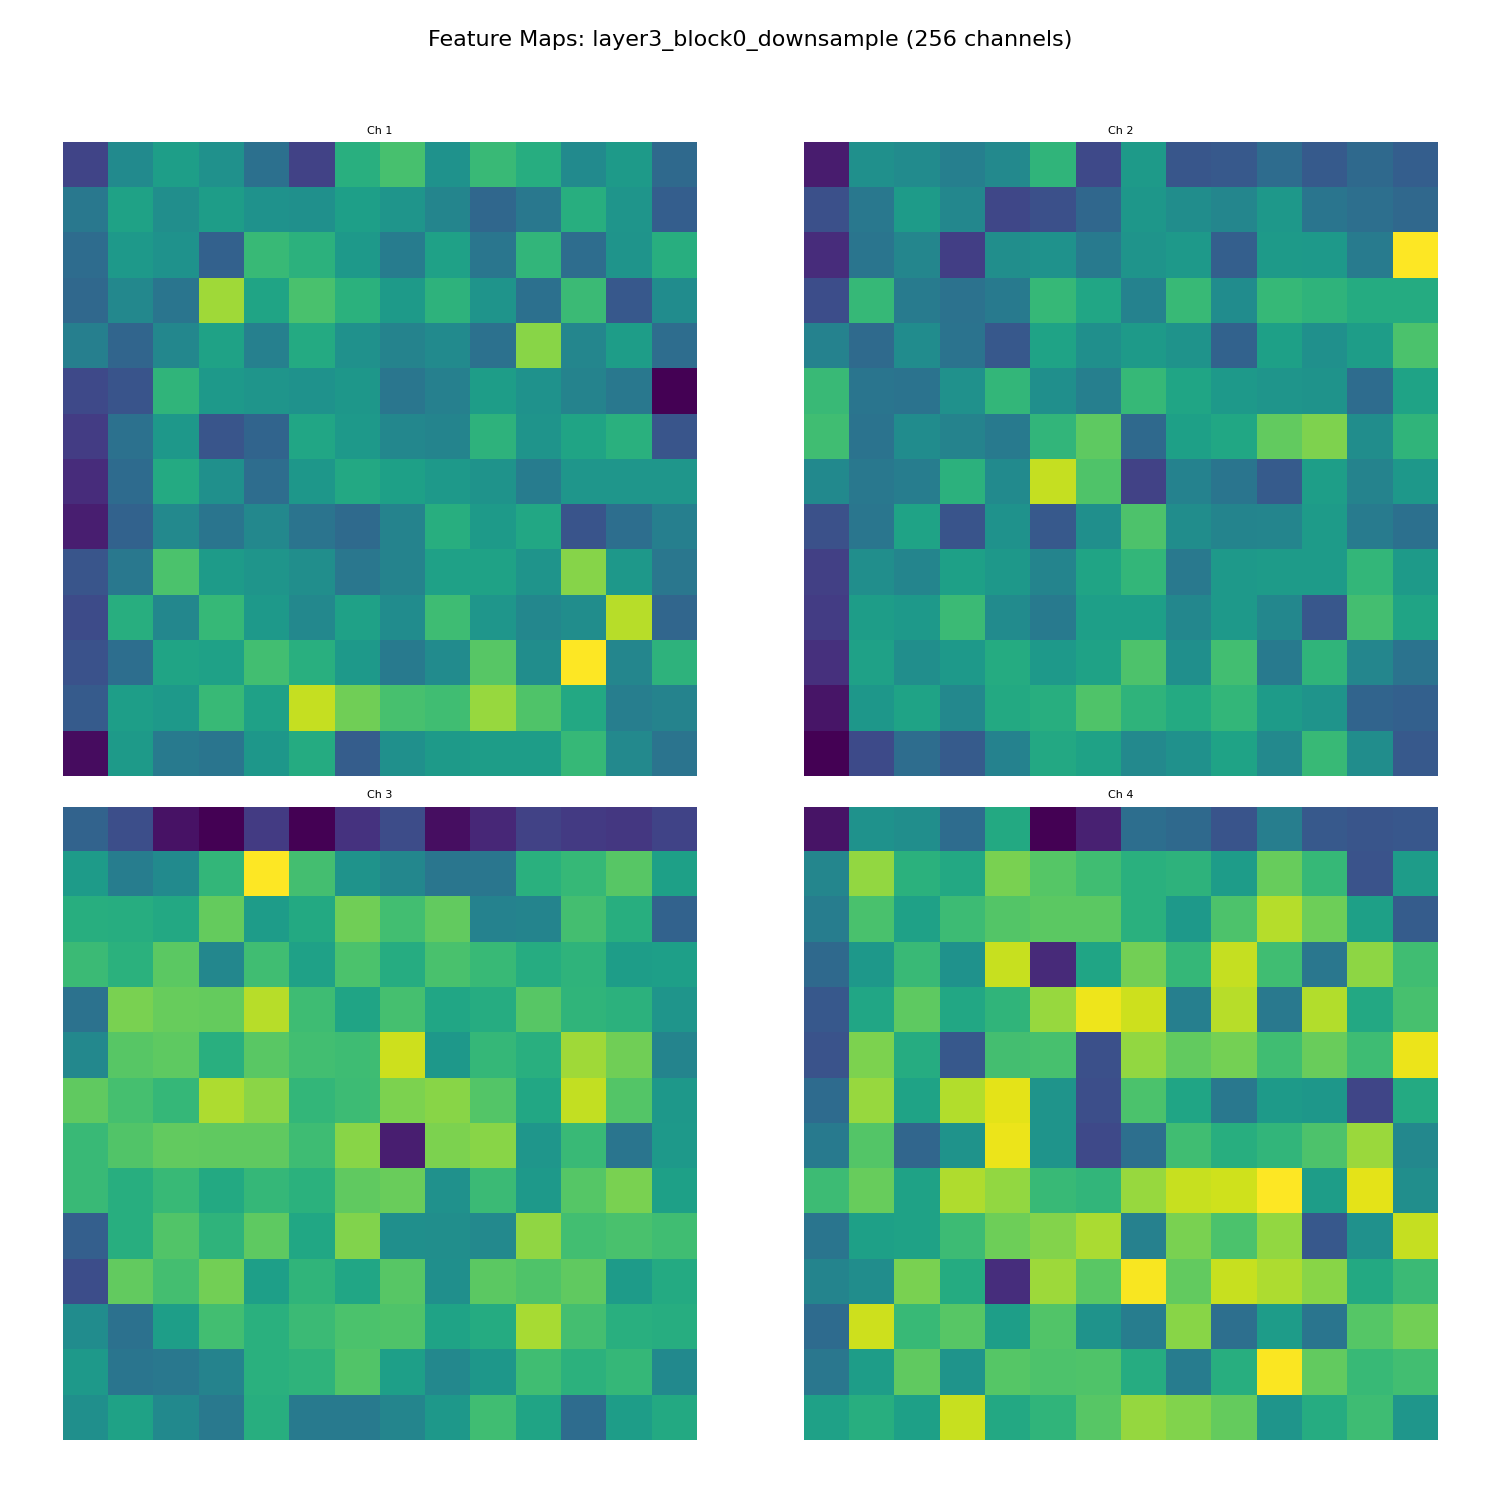 Feature Maps: layer3_block0_downsample (256 channels)
Ch 1
Ch 2
Ch 3
Ch 4